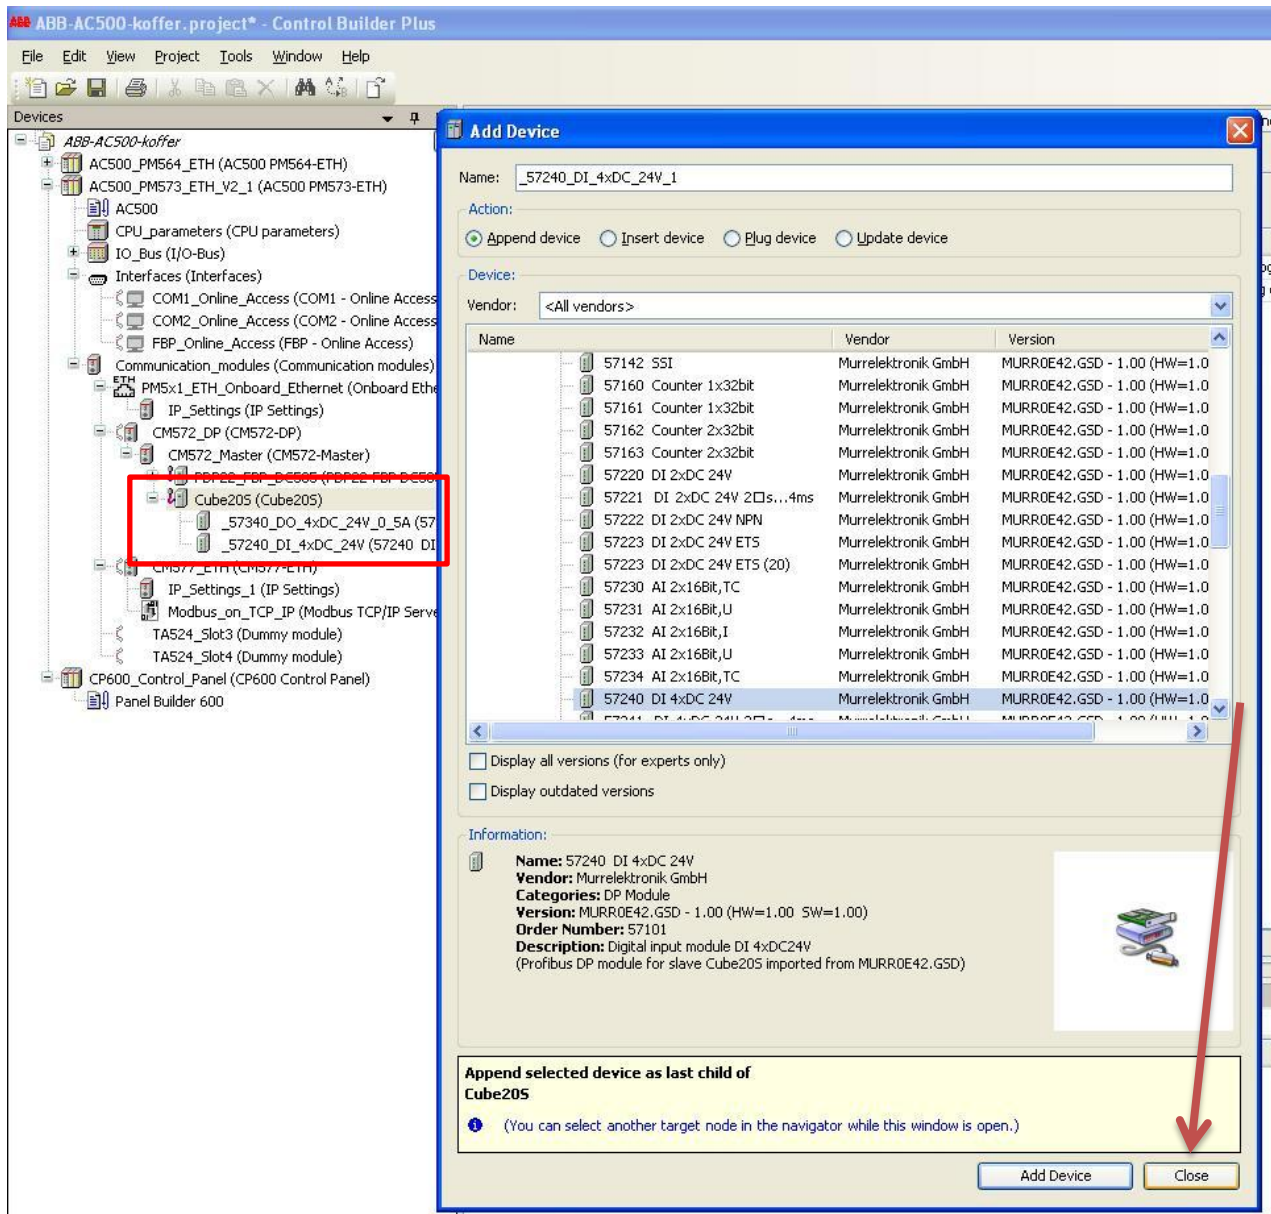 ABB ABB-AC500-koffer.project* - Control Builder Plus
File Edit View Project Tools Window Help
Devices
ABB-AC500-koffer
AC500_PM564_ETH (AC500 PM564-ETH)
AC500_PM573_ETH_V2_1 (AC500 PM573-ETH)
AC500
CPU_parameters (CPU parameters)
IO_Bus (I/O-Bus)
Interfaces (Interfaces)
COM1_Online_Access (COM1 - Online Access
COM2_Online_Access (COM2 - Online Access
FBP_Online_Access (FBP - Online Access)
Communication_modules (Communication modules)
ETH PM5x1_ETH_Onboard_Ethernet (Onboard Ethe
IP_Settings (IP Settings)
CM572_DP (CM572-DP)
CM572_Master (CM572-Master)
Cube20S (Cube20S)
_57340_DO_4xDC_24V_0_5A (57
_57240_DI_4xDC_24V (57240 DI
CM577_ETH (CM577-ETH)
IP_Settings_1 (IP Settings)
Modbus_on_TCP_IP (Modbus TCP/IP Serve
TA524_Slot3 (Dummy module)
TA524_Slot4 (Dummy module)
CP600_Control_Panel (CP600 Control Panel)
Panel Builder 600
Add Device
Name: _57240_DI_4xDC_24V_1
Action:
Append device Insert device Plug device Update device
Device:
Vendor: <All vendors>
Name Vendor Version
57142 SSI Murrelektronik GmbH MURR0E42.GSD - 1.00 (HW=1.0
57160 Counter 1x32bit Murrelektronik GmbH MURR0E42.GSD - 1.00 (HW=1.0
57161 Counter 1x32bit Murrelektronik GmbH MURR0E42.GSD - 1.00 (HW=1.0
57162 Counter 2x32bit Murrelektronik GmbH MURR0E42.GSD - 1.00 (HW=1.0
57163 Counter 2x32bit Murrelektronik GmbH MURR0E42.GSD - 1.00 (HW=1.0
57220 DI 2xDC 24V Murrelektronik GmbH MURR0E42.GSD - 1.00 (HW=1.0
57221 DI 2xDC 24V 2□s...4ms Murrelektronik GmbH MURR0E42.GSD - 1.00 (HW=1.0
57222 DI 2xDC 24V NPN Murrelektronik GmbH MURR0E42.GSD - 1.00 (HW=1.0
57223 DI 2xDC 24V ETS Murrelektronik GmbH MURR0E42.GSD - 1.00 (HW=1.0
57223 DI 2xDC 24V ETS (20) Murrelektronik GmbH MURR0E42.GSD - 1.00 (HW=1.0
57230 AI 2x16Bit,TC Murrelektronik GmbH MURR0E42.GSD - 1.00 (HW=1.0
57231 AI 2x16Bit,U Murrelektronik GmbH MURR0E42.GSD - 1.00 (HW=1.0
57232 AI 2x16Bit,I Murrelektronik GmbH MURR0E42.GSD - 1.00 (HW=1.0
57233 AI 2x16Bit,U Murrelektronik GmbH MURR0E42.GSD - 1.00 (HW=1.0
57234 AI 2x16Bit,TC Murrelektronik GmbH MURR0E42.GSD - 1.00 (HW=1.0
57240 DI 4xDC 24V Murrelektronik GmbH MURR0E42.GSD - 1.00 (HW=1.0
Display all versions (for experts only)
Display outdated versions
Information:
Name: 57240 DI 4xDC 24V
Vendor: Murrelektronik GmbH
Categories: DP Module
Version: MURR0E42.GSD - 1.00 (HW=1.00 SW=1.00)
Order Number: 57101
Description: Digital input module DI 4xDC24V
(Profibus DP module for slave Cube20S imported from MURR0E42.GSD)
Append selected device as last child of
Cube20S
(You can select another target node in the navigator while this window is open.)
Add Device Close